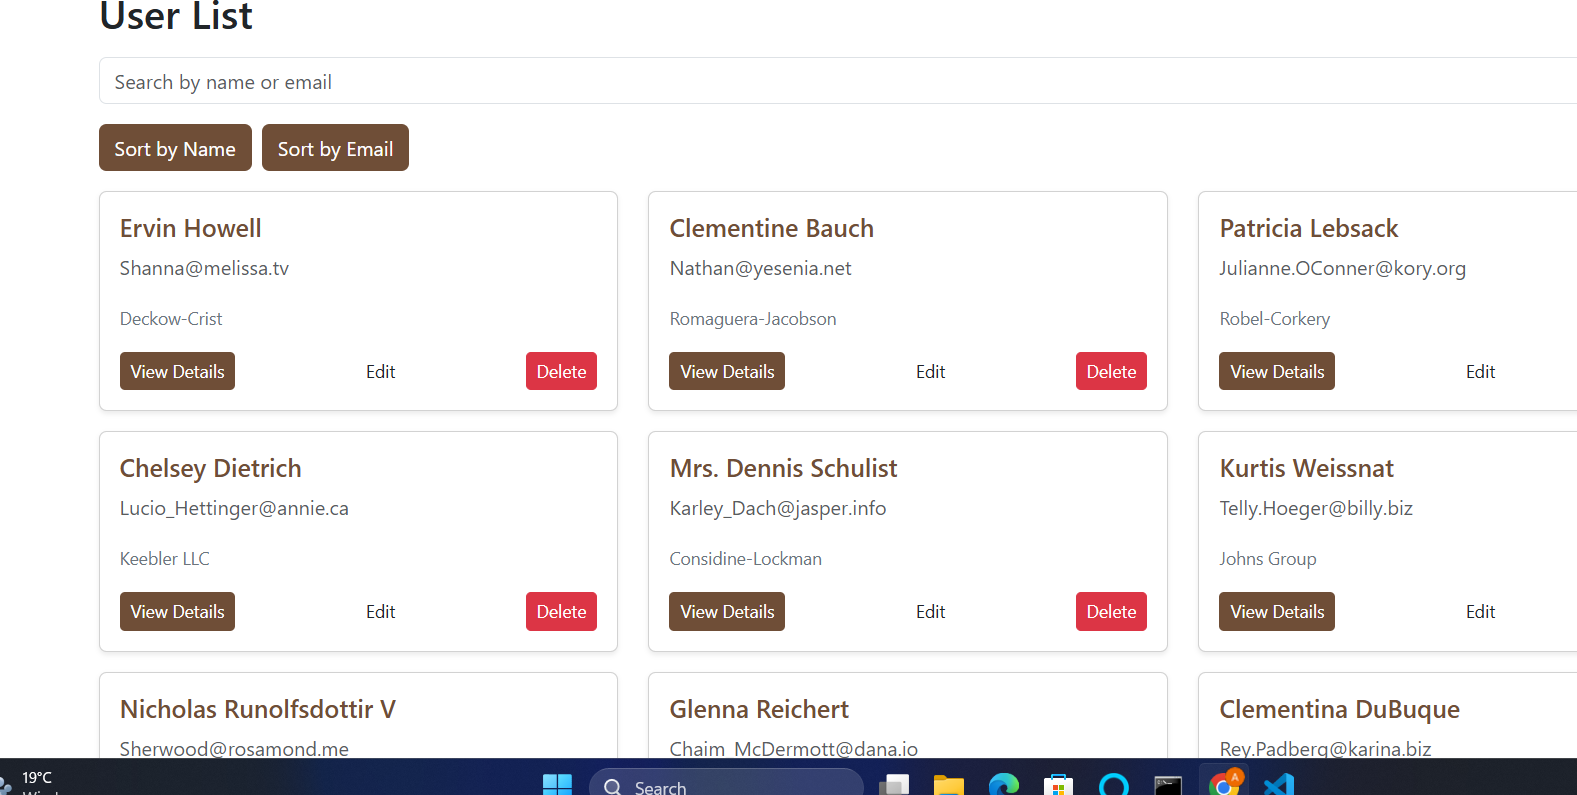 User List
Search by name or email
Sort by Name Sort by Email
Ervin Howell
Shanna@melissa.tv
Deckow-Crist
View Details Edit Delete
Clementine Bauch
Nathan@yesenia.net
Romaguera-Jacobson
View Details Edit Delete
Patricia Lebsack
Julianne.OConner@kory.org
Robel-Corkery
View Details Edit
Chelsey Dietrich
Lucio_Hettinger@annie.ca
Keebler LLC
View Details Edit Delete
Mrs. Dennis Schulist
Karley_Dach@jasper.info
Considine-Lockman
View Details Edit Delete
Kurtis Weissnat
Telly.Hoeger@billy.biz
Johns Group
View Details Edit
Nicholas Runolfsdottir V
Sherwood@rosamond.me
Glenna Reichert
Chaim_McDermott@dana.io
Clementina DuBuque
Rey.Padberg@karina.biz
19°C
Search
A